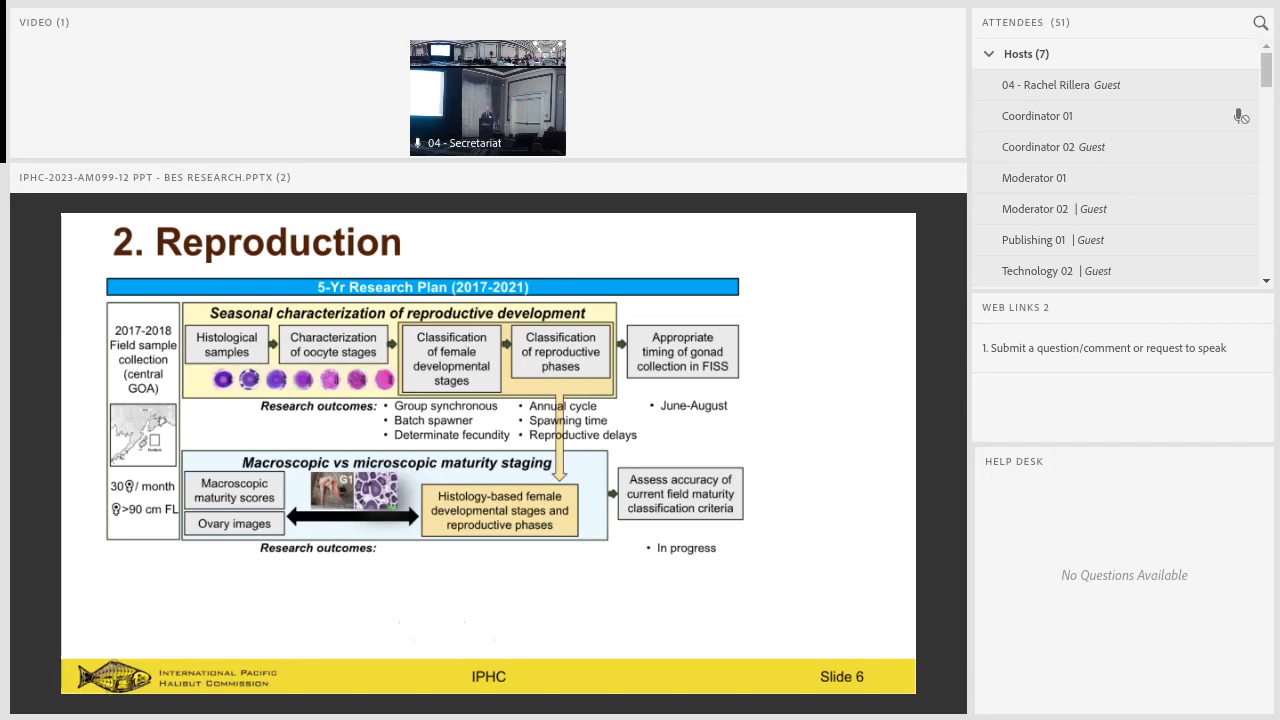 VIDEO (1)
04 - Secretariat
IPHC-2023-AM099-12 PPT - BES RESEARCH.PPTX (2)
2. Reproduction
5-Yr Research Plan (2017-2021)
2017-2018
Field sample
collection
(central
GOA)
30 / month
>90 cm FL
Seasonal characterization of reproductive development
Histological
samples
Characterization
of oocyte stages
Classification
of female
developmental
stages
Classification
of reproductive
phases
Appropriate
timing of gonad
collection in FISS
Research outcomes:
• Group synchronous
• Batch spawner
• Determinate fecundity
• Annual cycle
• Spawning time
• Reproductive delays
• June-August
Macroscopic vs microscopic maturity staging
Macroscopic
maturity scores
Ovary images
G1
Histology-based female
developmental stages and
reproductive phases
Assess accuracy of
current field maturity
classification criteria
Research outcomes:
• In progress
INTERNATIONAL PACIFIC
HALIBUT COMMISSION
IPHC
Slide 6
ATTENDEES (51)
Hosts (7)
04 - Rachel Rillera Guest
Coordinator 01
Coordinator 02 Guest
Moderator 01
Moderator 02 | Guest
Publishing 01 | Guest
Technology 02 | Guest
WEB LINKS 2
1. Submit a question/comment or request to speak
HELP DESK
No Questions Available